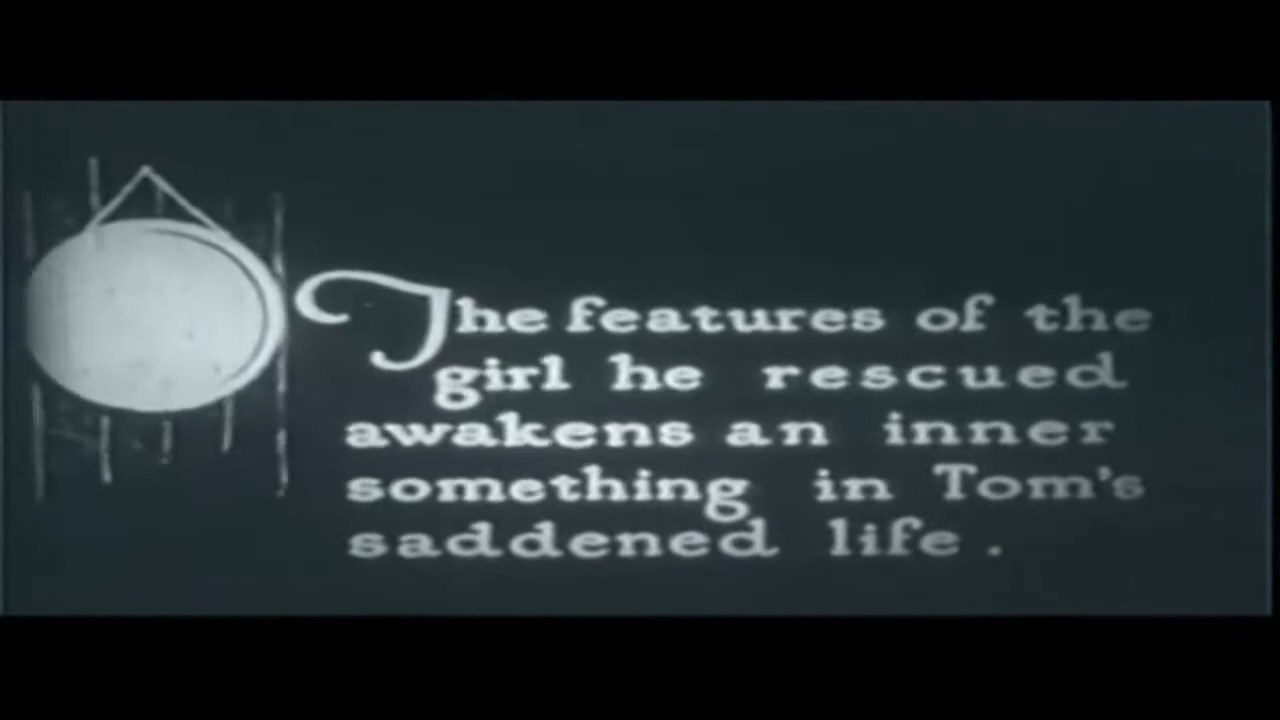 The features of the
girl he rescued
awakens an inner
something in Tom's
saddened life .